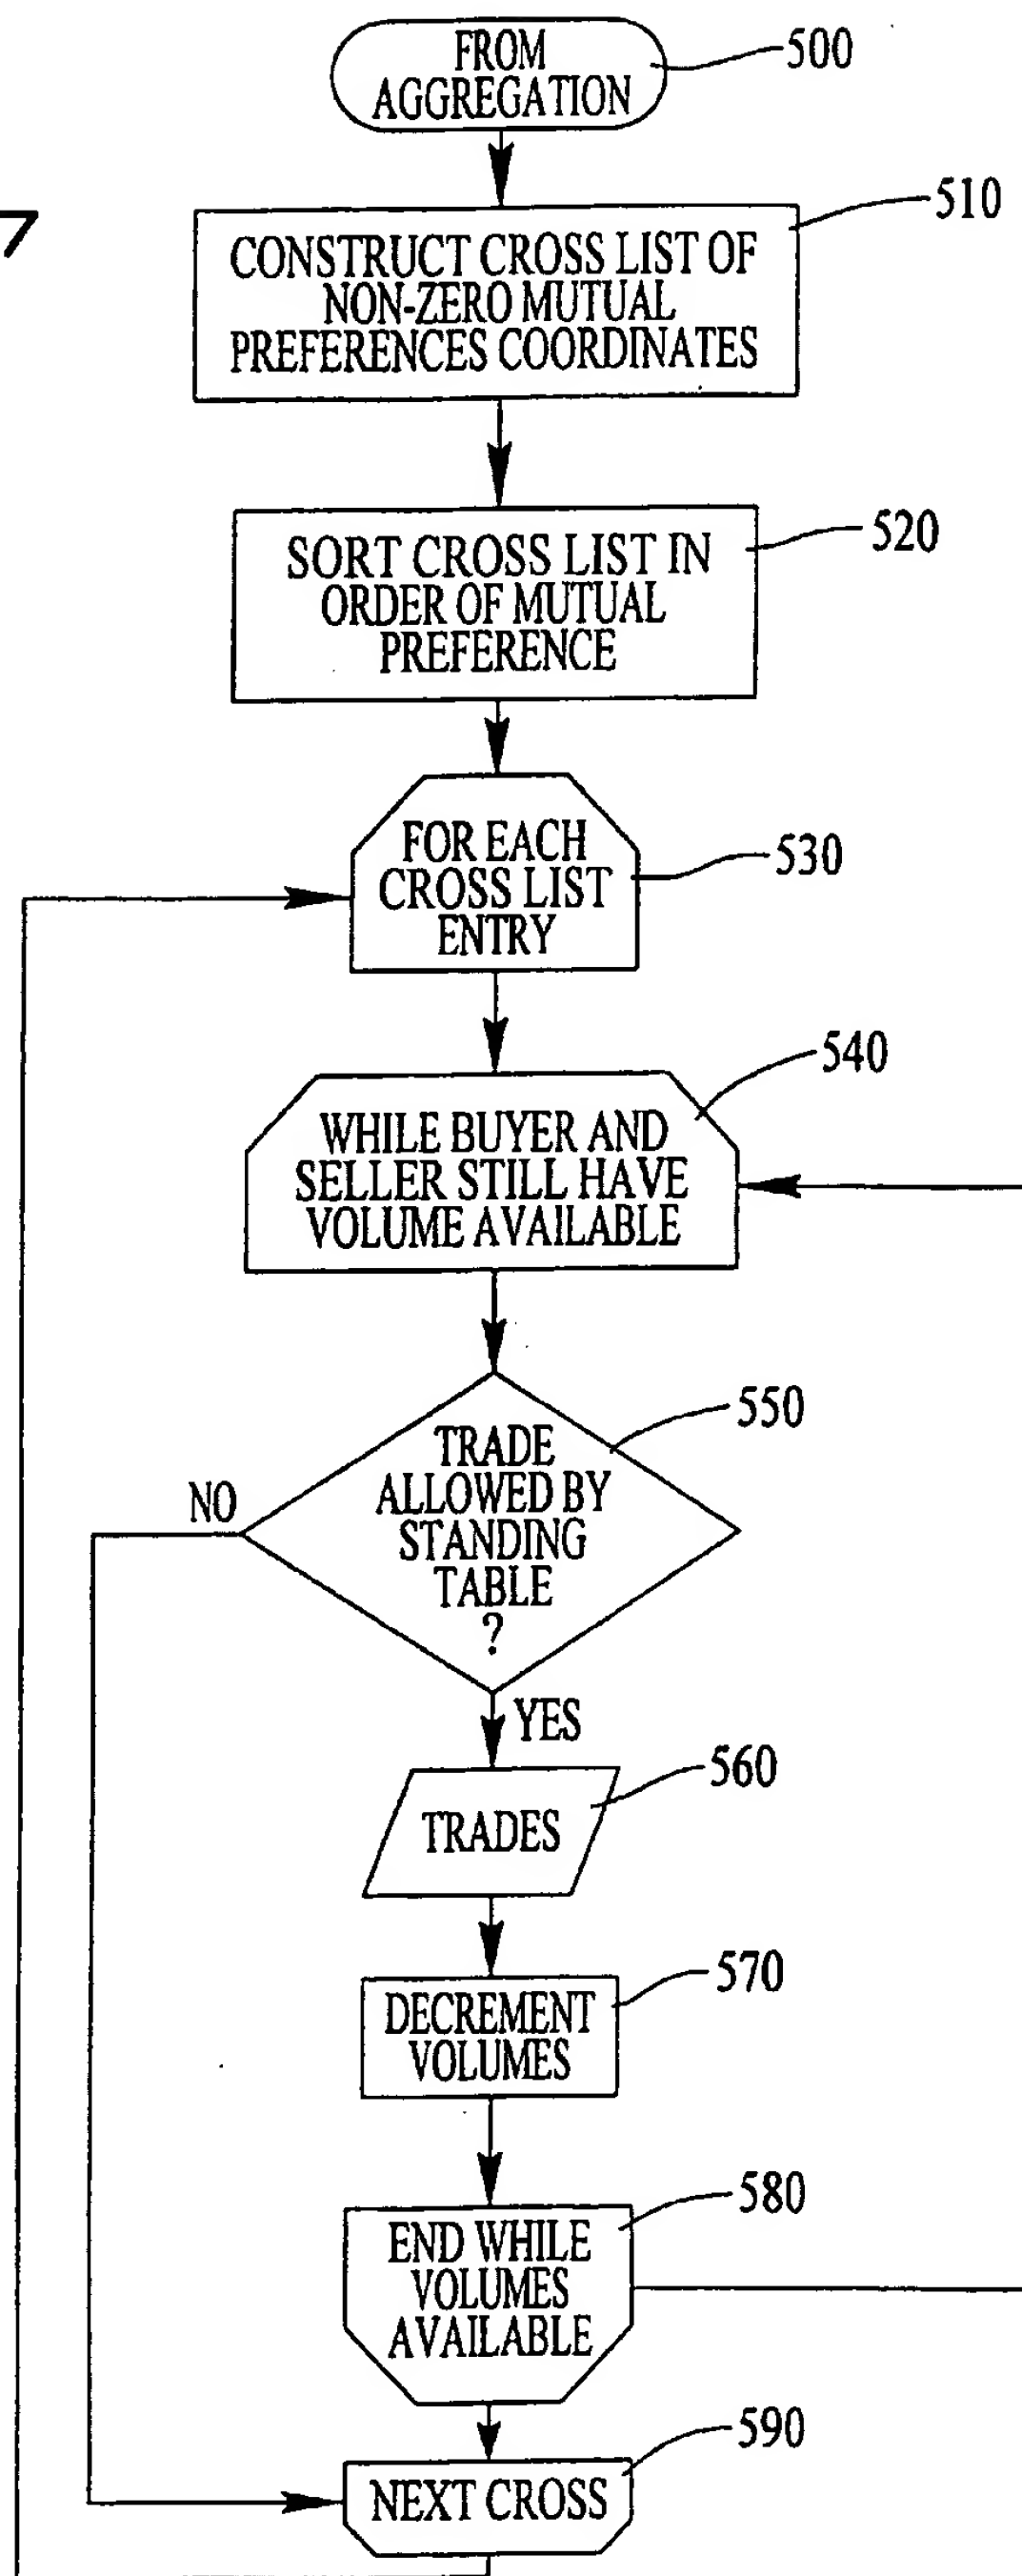 FROM
AGGREGATION
500
7
510
CONSTRUCT CROSS LIST OF
NON-ZERO MUTUAL
PREFERENCES COORDINATES
520
SORT CROSS LIST IN
ORDER OF MUTUAL
PREFERENCE
530
FOR EACH
CROSS LIST
ENTRY
540
WHILE BUYER AND
SELLER STILL HAVE
VOLUME AVAILABLE
550
TRADE
ALLOWED BY
STANDING
TABLE
?
NO
YES
560
TRADES
570
DECREMENT
VOLUMES
580
END WHILE
VOLUMES
AVAILABLE
590
NEXT CROSS